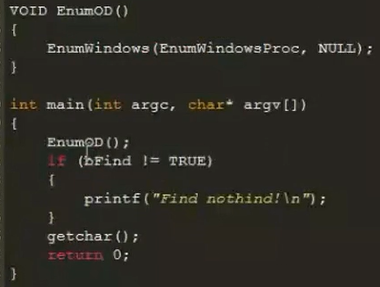 VOID EnumOD()
{
    EnumWindows(EnumWindowsProc, NULL);
}
int main(int argc, char* argv[])
{
    EnumOD();
    if (bFind != TRUE)
    {
        printf("Find nothind!\n");
    }
    getchar();
    return 0;
}